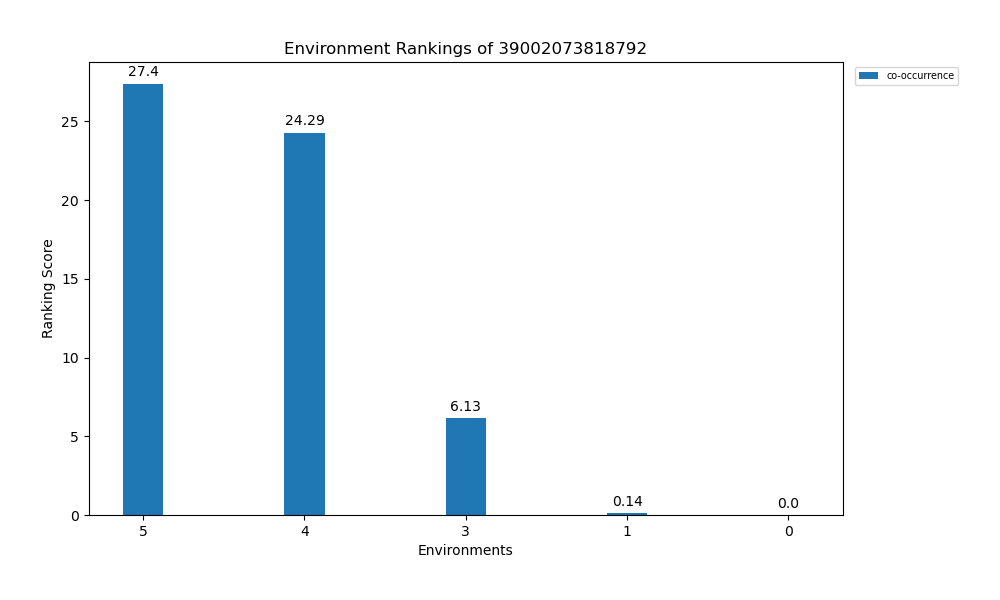 Environment Rankings of 39002073818792
co-occurrence
27.4
24.29
6.13
0.14
0.0
25
20
15
10
5
0
Ranking Score
5 4 3 1 0
Environments